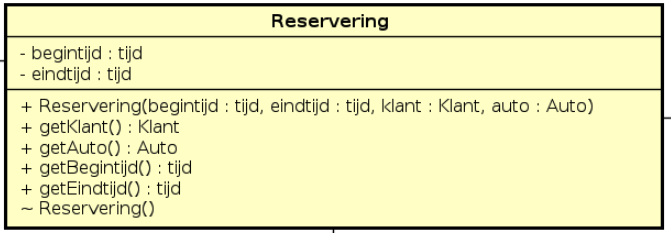 Reservering
- begintijd : tijd
- eindtijd : tijd
+ Reservering(begintijd : tijd, eindtijd : tijd, klant : Klant, auto : Auto)
+ getKlant() : Klant
+ getAuto() : Auto
+ getBegintijd() : tijd
+ getEindtijd() : tijd
~ Reservering()